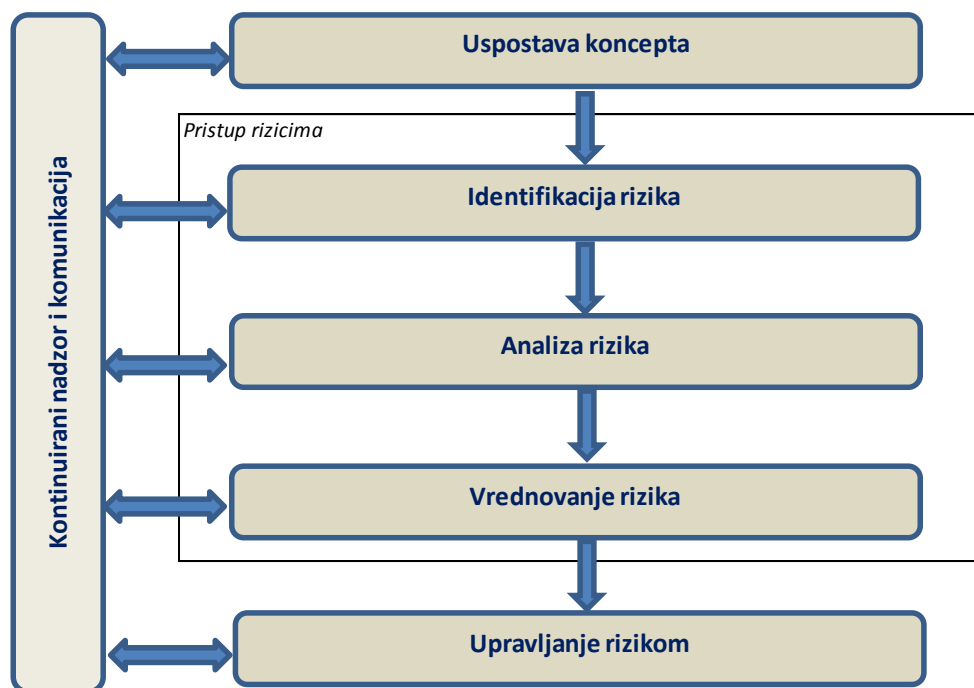 Kontinuirani nadzor i komunikacija
Uspostava koncepta
Pristup rizicima
Identifikacija rizika
Analiza rizika
Vrednovanje rizika
Upravljanje rizikom